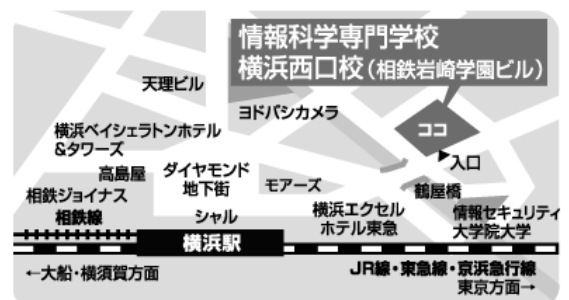 情報科学専門学校
横浜西口校(相鉄岩崎学園ビル)
天理ビル
ヨドバシカメラ
ココ
横浜ベイシェラトンホテル
&タワーズ
▶入口
高島屋
ダイヤモンド
地下街
モアーズ
鶴屋橋
相鉄ジョイナス
相鉄線
シャル
横浜エクセル
ホテル東急
情報セキュリティ
大学院大学
横浜駅
←大船・横須賀方面
JR線・東急線・京浜急行線
東京方面→